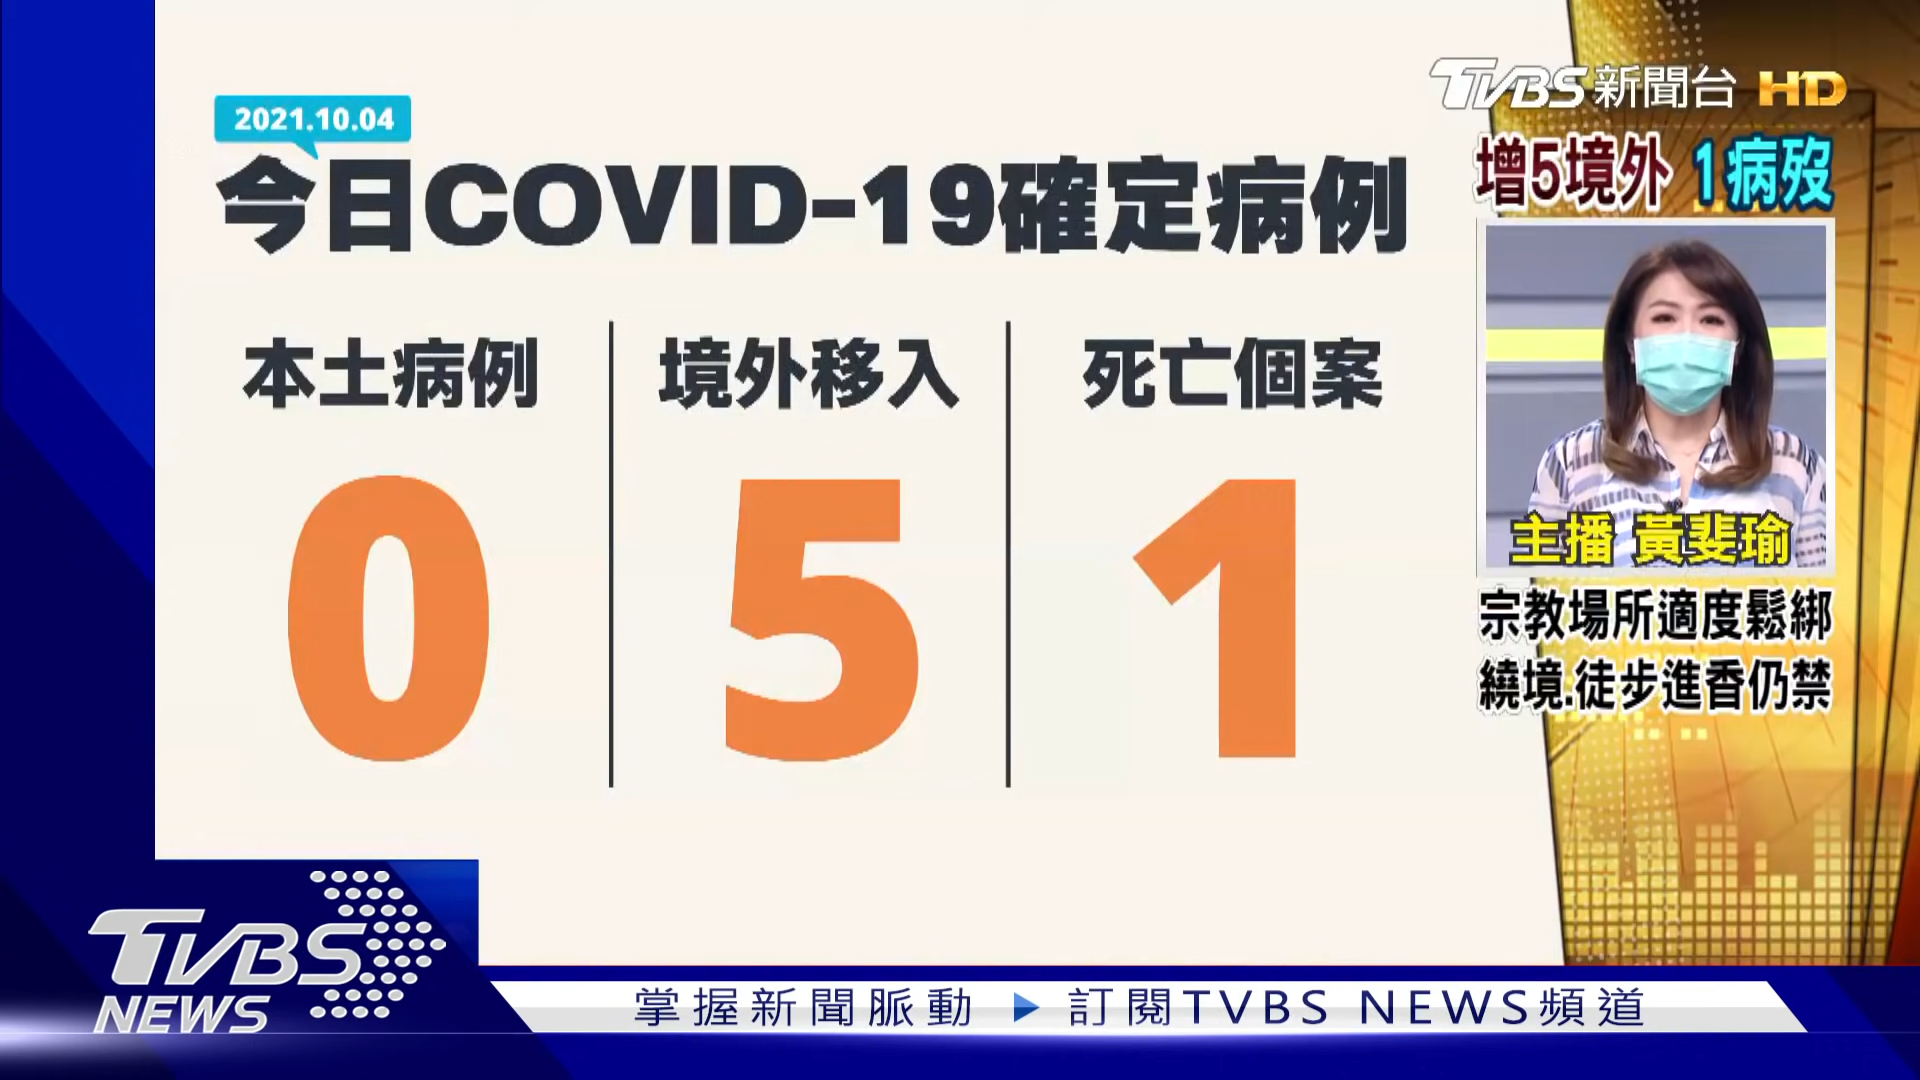 2021.10.04
今日COVID-19確定病例
本土病例
境外移入
死亡個案
0
5
1
TVBS新聞台 HD
增5境外 1病歿
主播 黃斐瑜
宗教場所適度鬆綁
繞境.徒步進香仍禁
TVBS
NEWS
掌握新聞脈動 ▶ 訂閱TVBS NEWS頻道